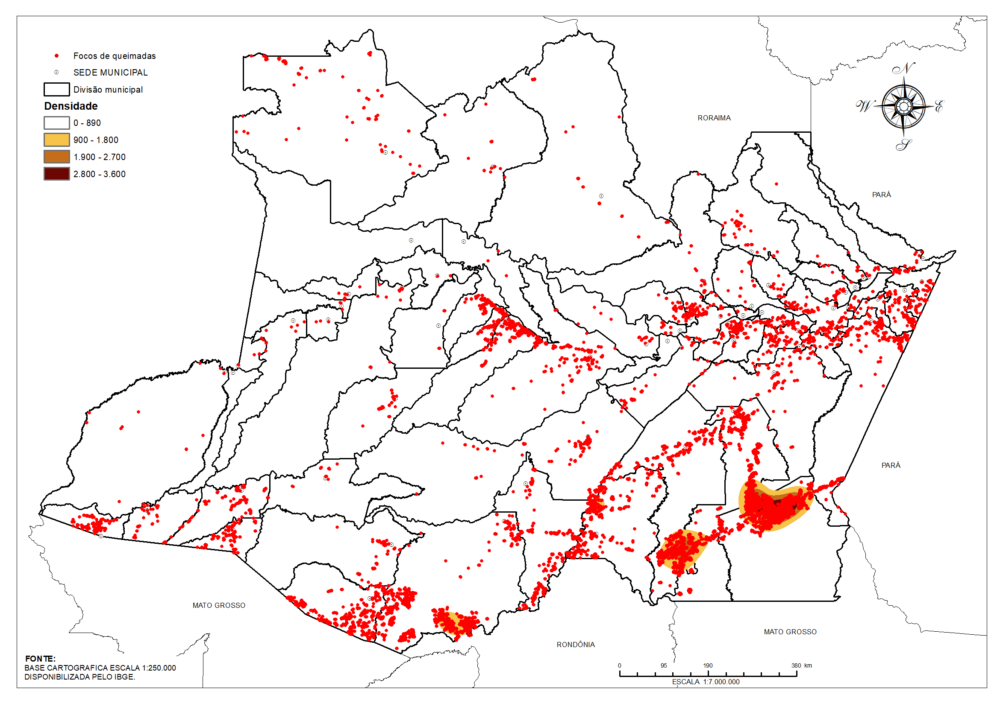 Focos de queimadas
SEDE MUNICIPAL
Divisão municipal
Densidade
0 - 890
900 - 1.800
1.900 - 2.700
2.800 - 3.600
N
W
E
S
RORAIMA
PARÁ
PARÁ
MATO GROSSO
MATO GROSSO
RONDÔNIA
FONTE:
BASE CARTOGRAFICA ESCALA 1:250.000
DISPONIBILIZADA PELO IBGE.
0 95 190 380 km
ESCALA 1:7.000.000